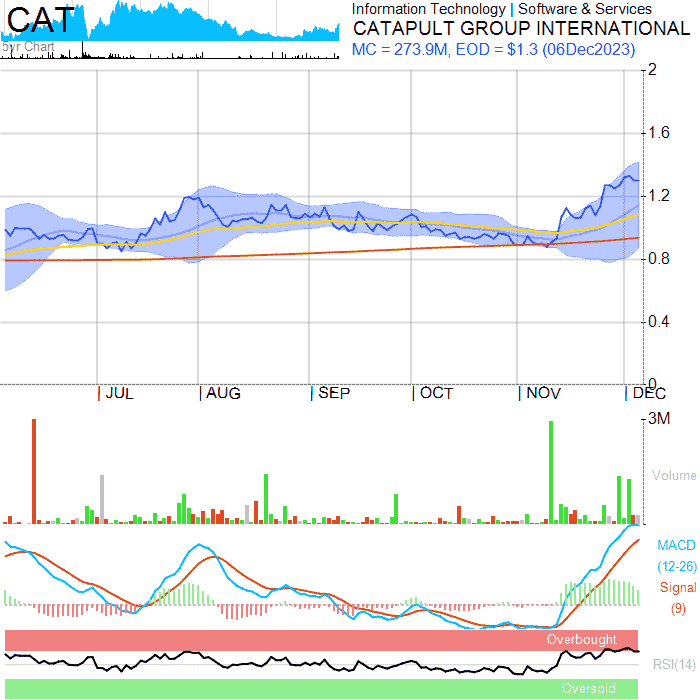 CAT
5yr Chart
Information Technology | Software & Services
CATAPULT GROUP INTERNATIONAL
MC = 273.9M, EOD = $1.3 (06Dec2023)
2
1.6
1.2
0.8
0.4
0
JUL AUG SEP OCT NOV DEC
3M
Volume
MACD
(12-26)
Signal
(9)
Overbought
RSI(14)
Oversold